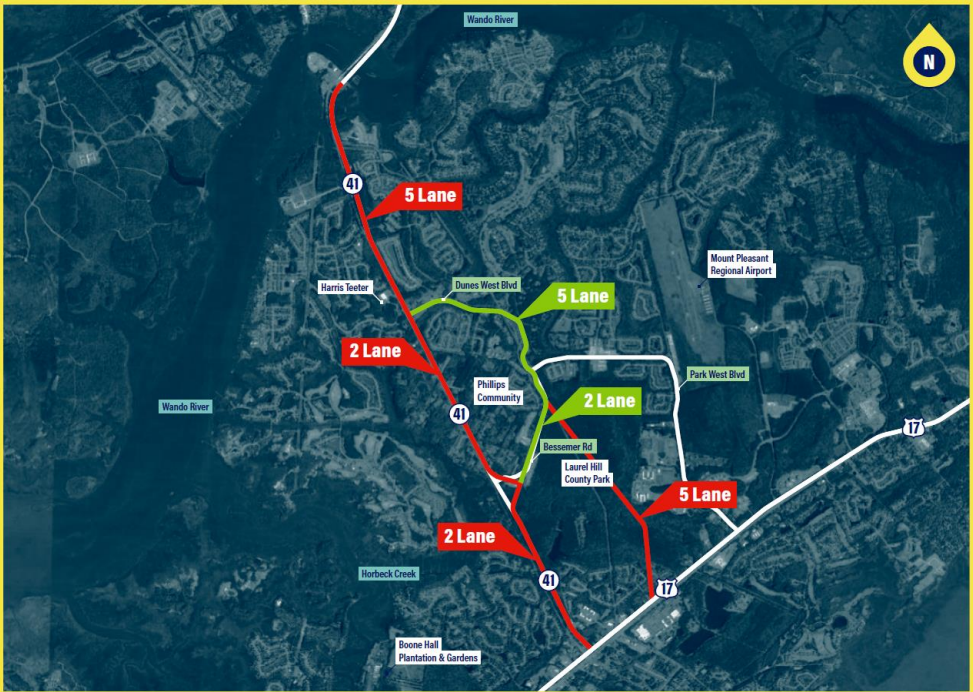 Wando River
N
41
5 Lane
Mount Pleasant
Regional Airport
Harris Teeter
Dunes West Blvd
5 Lane
2 Lane
Park West Blvd
Phillips
Community
2 Lane
Wando River
41
17
Bessemer Rd
Laurel Hill
County Park
5 Lane
2 Lane
Horbeck Creek
41
17
Boone Hall
Plantation & Gardens